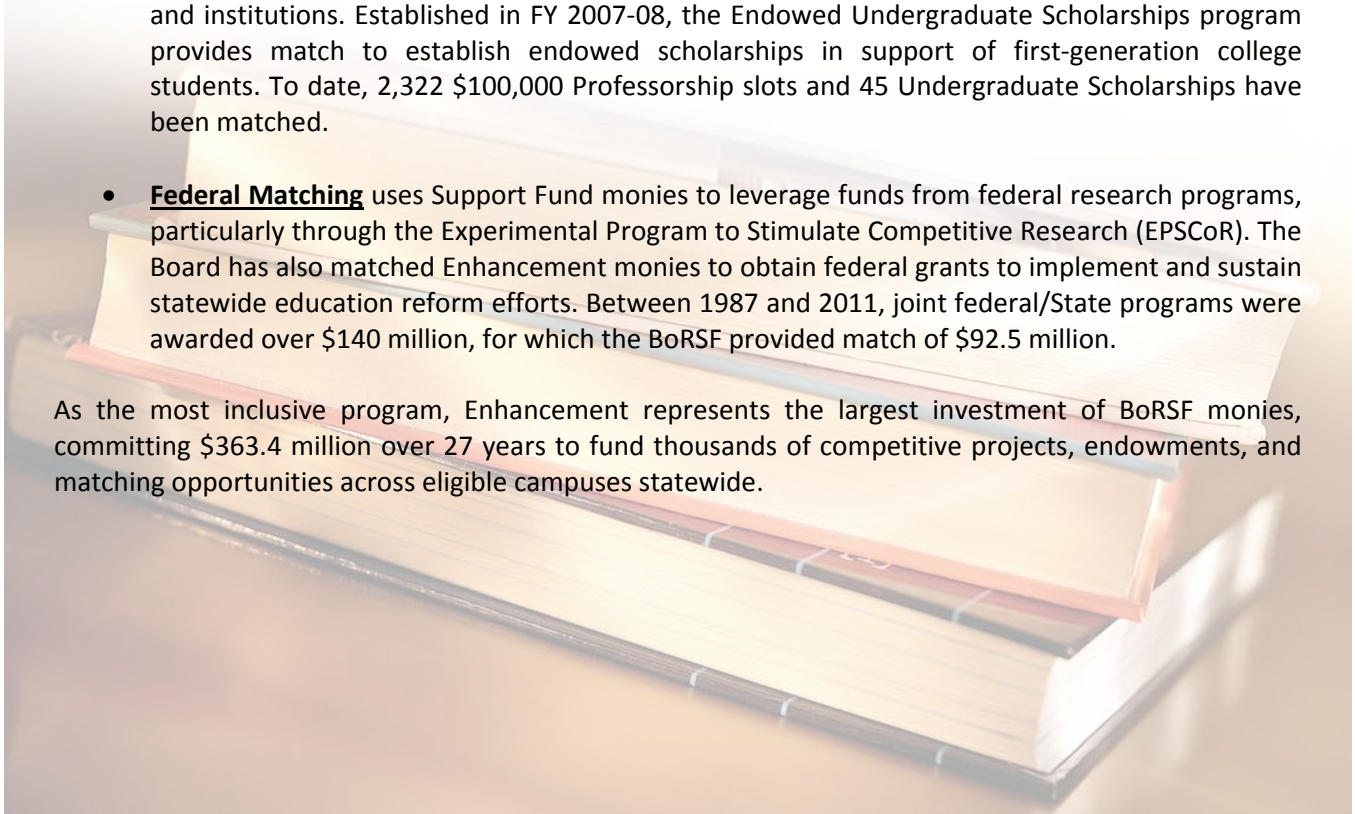 and institutions. Established in FY 2007-08, the Endowed Undergraduate Scholarships program
provides match to establish endowed scholarships in support of first-generation college
students. To date, 2,322 $100,000 Professorship slots and 45 Undergraduate Scholarships have
been matched.
• Federal Matching uses Support Fund monies to leverage funds from federal research programs,
particularly through the Experimental Program to Stimulate Competitive Research (EPSCoR). The
Board has also matched Enhancement monies to obtain federal grants to implement and sustain
statewide education reform efforts. Between 1987 and 2011, joint federal/State programs were
awarded over $140 million, for which the BoRSF provided match of $92.5 million.
As the most inclusive program, Enhancement represents the largest investment of BoRSF monies,
committing $363.4 million over 27 years to fund thousands of competitive projects, endowments, and
matching opportunities across eligible campuses statewide.